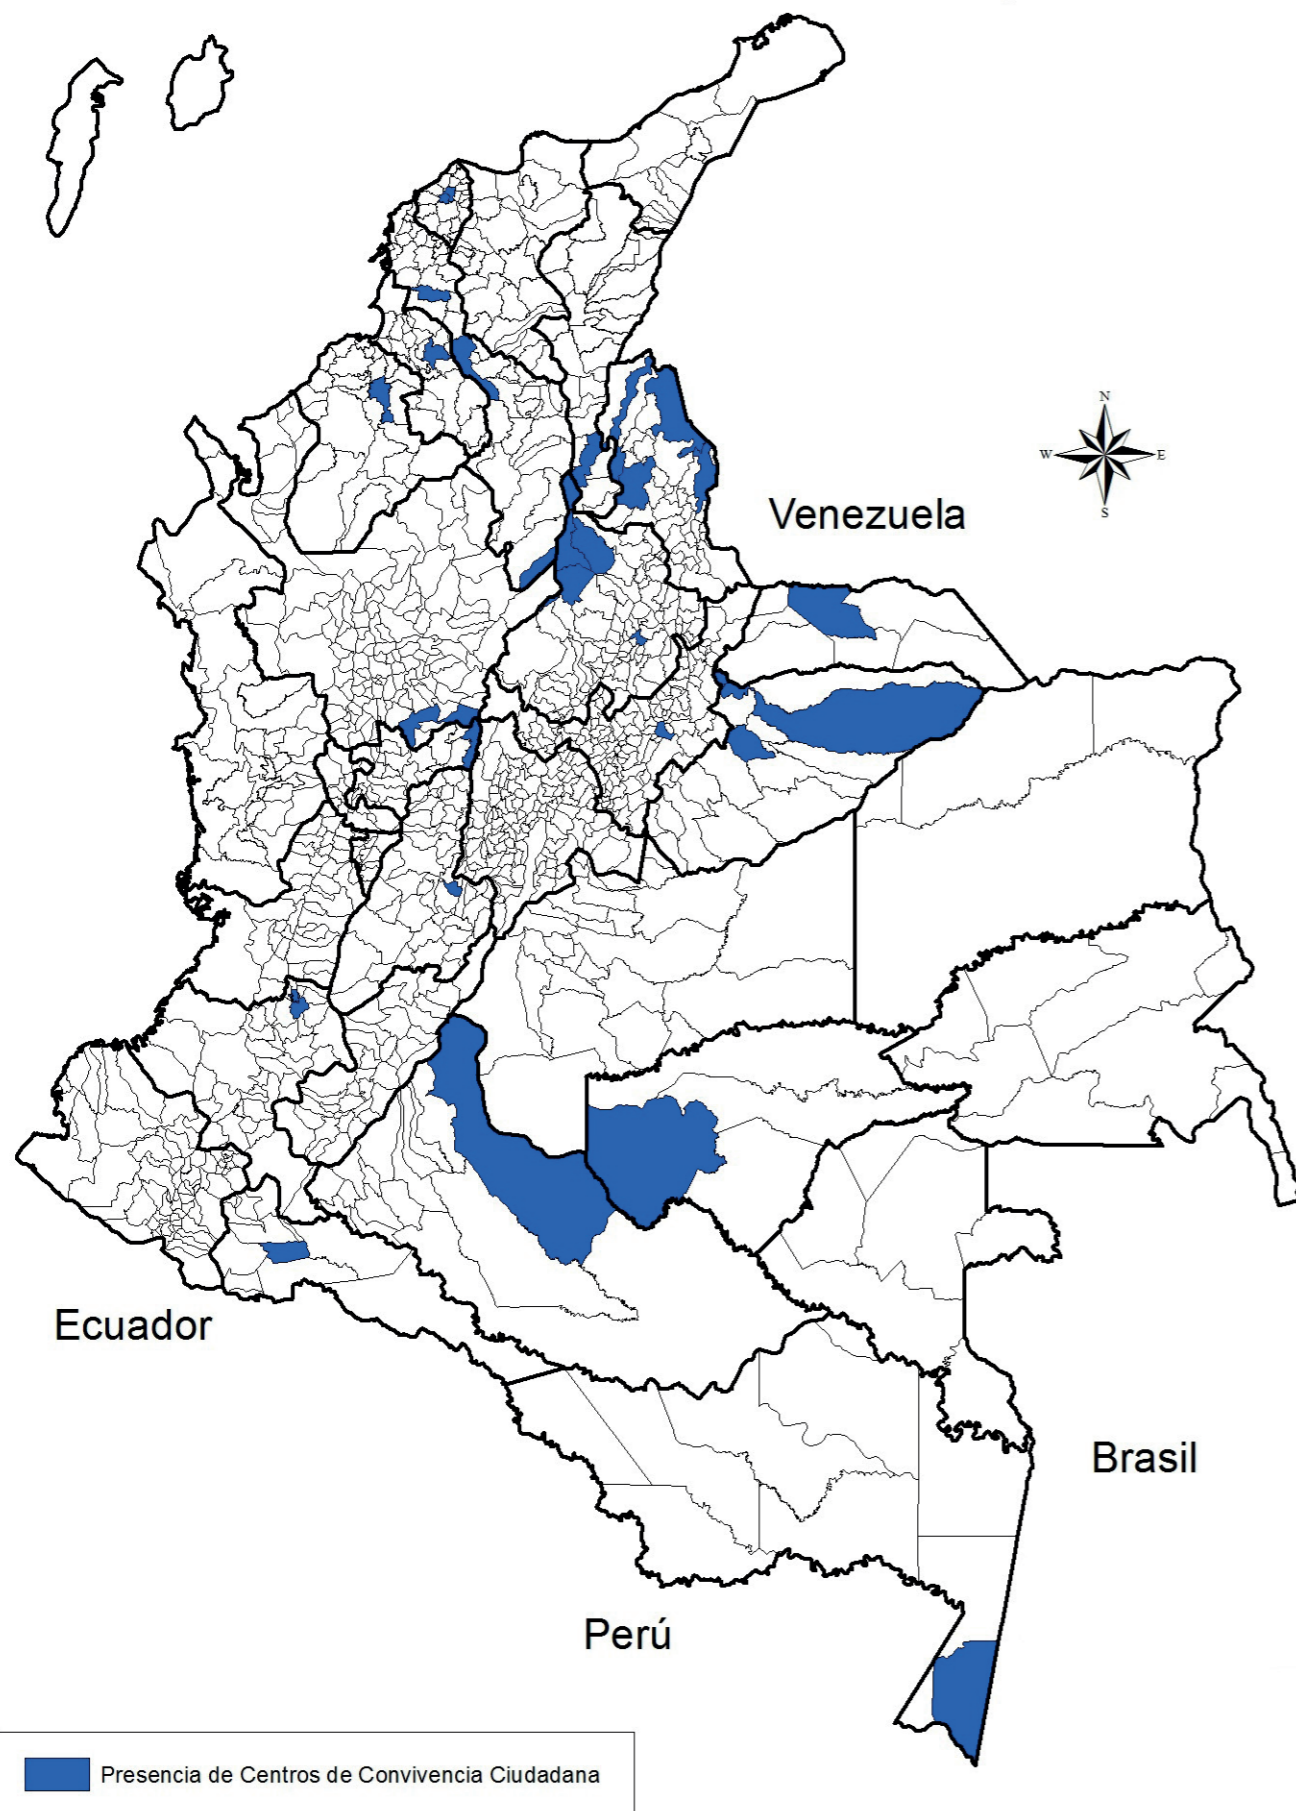 N
W
E
S
Venezuela
Ecuador
Brasil
Perú
Presencia de Centros de Convivencia Ciudadana